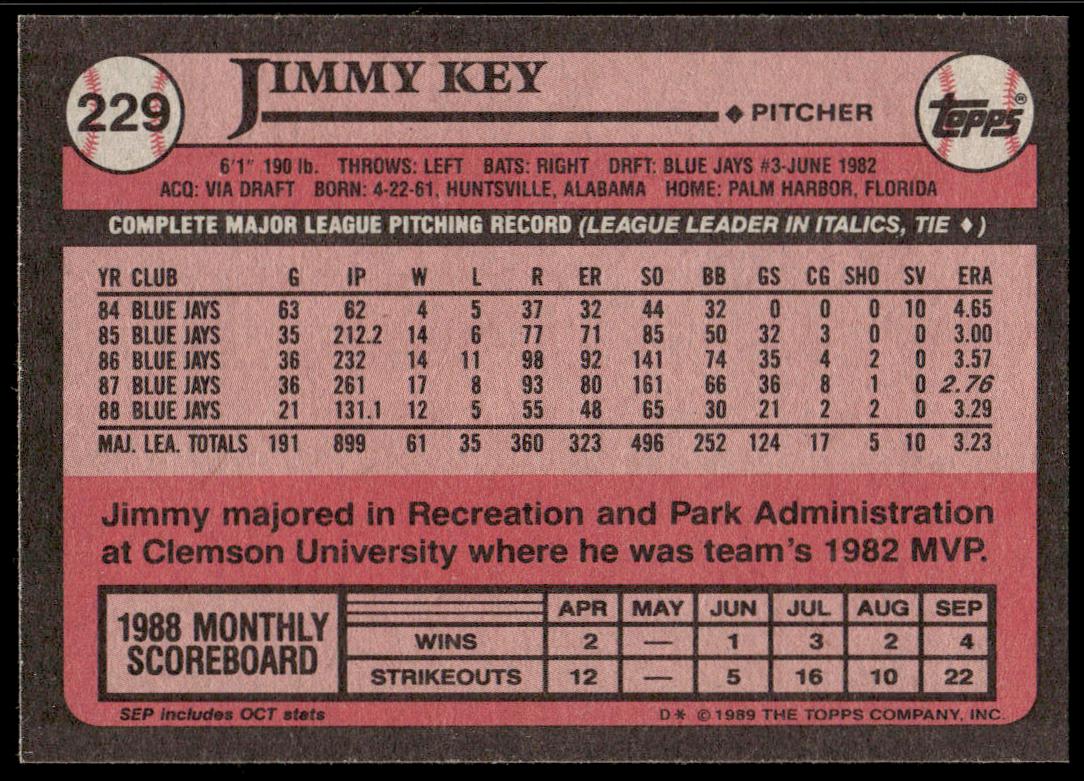 229
JIMMY KEY
♦ PITCHER
TOPPS®
6'1" 190 lb. THROWS: LEFT BATS: RIGHT DRFT: BLUE JAYS #3-JUNE 1982
ACQ: VIA DRAFT BORN: 4-22-61, HUNTSVILLE, ALABAMA HOME: PALM HARBOR, FLORIDA
COMPLETE MAJOR LEAGUE PITCHING RECORD (LEAGUE LEADER IN ITALICS, TIE ♦)
YR CLUB G IP W L R ER SO BB GS CG SHO SV ERA
84 BLUE JAYS 63 62 4 5 37 32 44 32 0 0 0 10 4.65
85 BLUE JAYS 35 212.2 14 6 77 71 85 50 32 3 0 0 3.00
86 BLUE JAYS 36 232 14 11 98 92 141 74 35 4 2 0 3.57
87 BLUE JAYS 36 261 17 8 93 80 161 66 36 8 1 0 2.76
88 BLUE JAYS 21 131.1 12 5 55 48 65 30 21 2 2 0 3.29
MAJ. LEA. TOTALS 191 899 61 35 360 323 496 252 124 17 5 10 3.23
Jimmy majored in Recreation and Park Administration
at Clemson University where he was team's 1982 MVP.
1988 MONTHLY
SCOREBOARD
APR MAY JUN JUL AUG SEP
WINS 2 — 1 3 2 4
STRIKEOUTS 12 — 5 16 10 22
SEP includes OCT stats
D* © 1989 THE TOPPS COMPANY, INC.